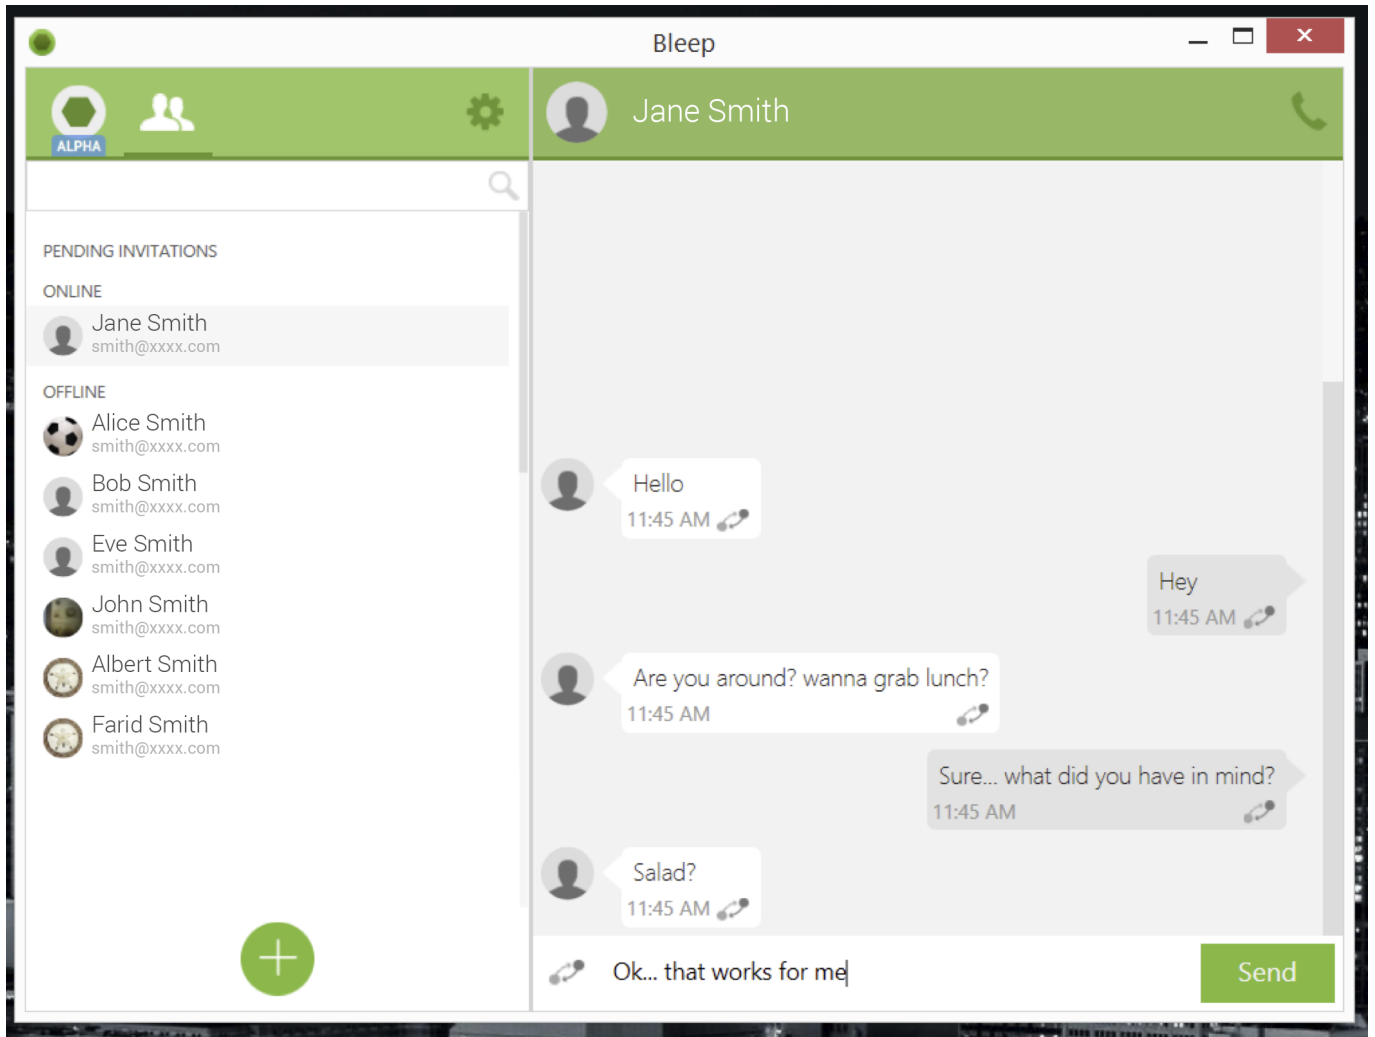 Bleep
ALPHA
PENDING INVITATIONS
ONLINE
Jane Smith
smith@xxxx.com
OFFLINE
Alice Smith
smith@xxxx.com
Bob Smith
smith@xxxx.com
Eve Smith
smith@xxxx.com
John Smith
smith@xxxx.com
Albert Smith
smith@xxxx.com
Farid Smith
smith@xxxx.com
Jane Smith
Hello
11:45 AM
Hey
11:45 AM
Are you around? wanna grab lunch?
11:45 AM
Sure... what did you have in mind?
11:45 AM
Salad?
11:45 AM
Ok... that works for me
Send